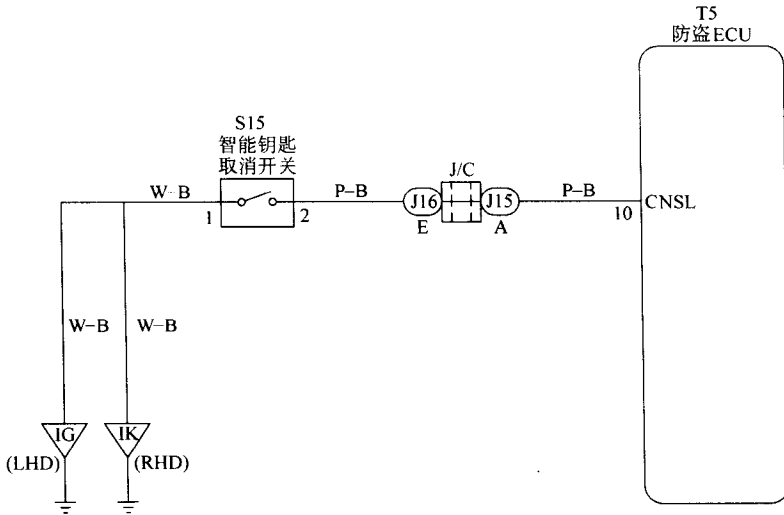 T5
防盗ECU
S15
智能钥匙
取消开关
J/C
W-B
P-B
J16
J15
P-B
1
2
E
A
10
CNSL
W-B
W-B
IG
IK
(LHD)
(RHD)